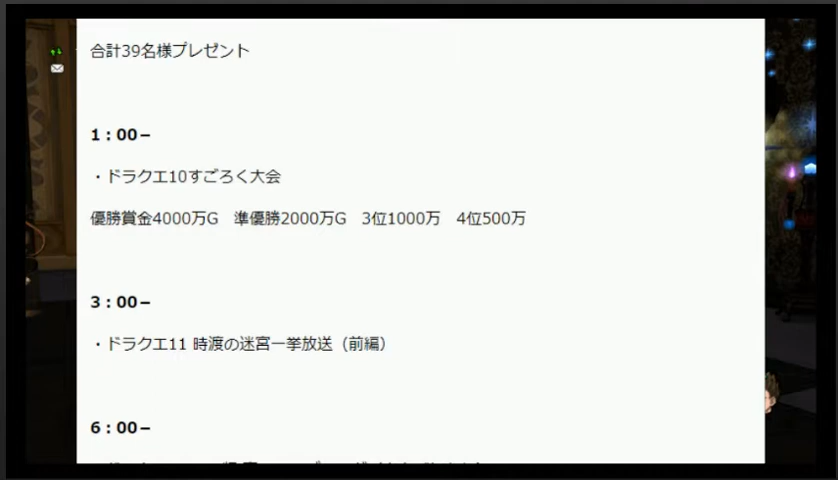 合計39名様プレゼント
1：00−
・ドラクエ10すごろく大会
優勝賞金4000万G　準優勝2000万G　3位1000万　4位500万
3：00−
・ドラクエ11 時渡の迷宮一挙放送（前編）
6：00−